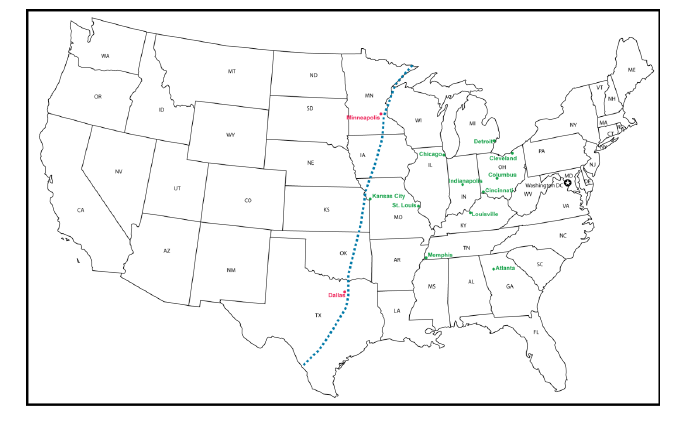 WA
MT
ND
MN
ME
OR
ID
SD
WI
MI
VT
NH
NY
MA
CT
WY
Minneapolis
IA
Chicago
Detroit
Cleveland
OH
Columbus
PA
NJ
NV
UT
CO
NE
IL
IN
Indianapolis
Cincinnati
Washington DC
MD
DE
WV
VA
CA
KS
Kansas City
St. Louis
MO
Louisville
KY
AZ
NM
OK
AR
Memphis
TN
NC
SC
Dallas
TX
LA
MS
AL
Atlanta
GA
FL